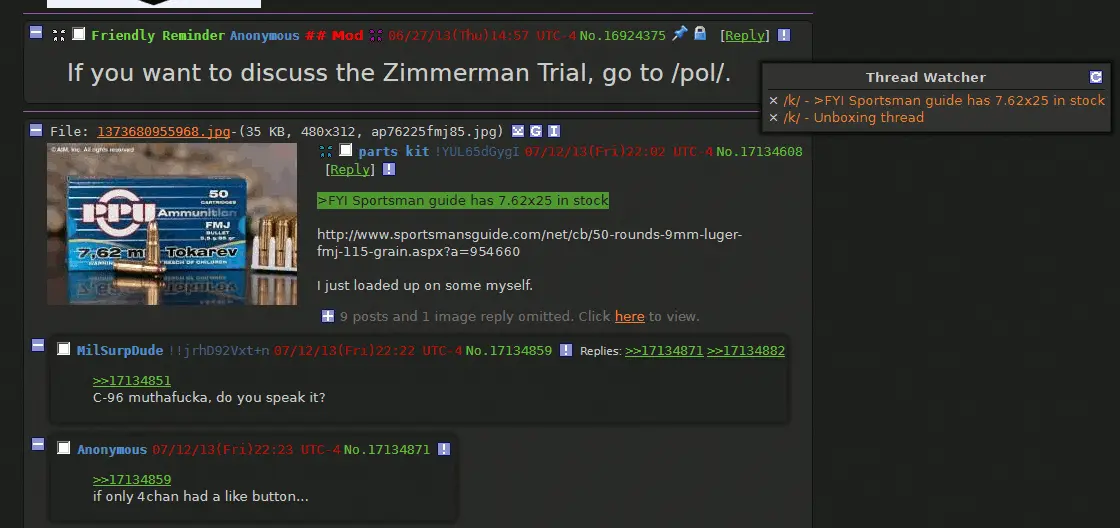 Friendly Reminder Anonymous ## Mod 06/27/13(Thu)14:57 UTC-4 No.16924375 [Reply] !
If you want to discuss the Zimmerman Trial, go to /pol/.
Thread Watcher
× /k/ - >FYI Sportsman guide has 7.62x25 in stock
× /k/ - Unboxing thread
File: 1373680955968.jpg-(35 KB, 480x312, ap76225fmj85.jpg) G I
©AIM. Inc. All rights reserved
50
CARTRIDGES
PPU Ammunition
FMJ
BULLET
7,62 m Tokarev
WARNING REACH OF CHILDREN
parts kit !YUL65dGygI 07/12/13(Fri)22:02 UTC-4 No.17134608
[Reply] !
>FYI Sportsman guide has 7.62x25 in stock
http://www.sportsmansguide.com/net/cb/50-rounds-9mm-luger-
fmj-115-grain.aspx?a=954660
I just loaded up on some myself.
9 posts and 1 image reply omitted. Click here to view.
MilSurpDude !!jrhD92Vxt+n 07/12/13(Fri)22:22 UTC-4 No.17134859 ! Replies: >>17134871 >>17134882
>>17134851
C-96 muthafucka, do you speak it?
Anonymous 07/12/13(Fri)22:23 UTC-4 No.17134871 !
>>17134859
if only 4chan had a like button...